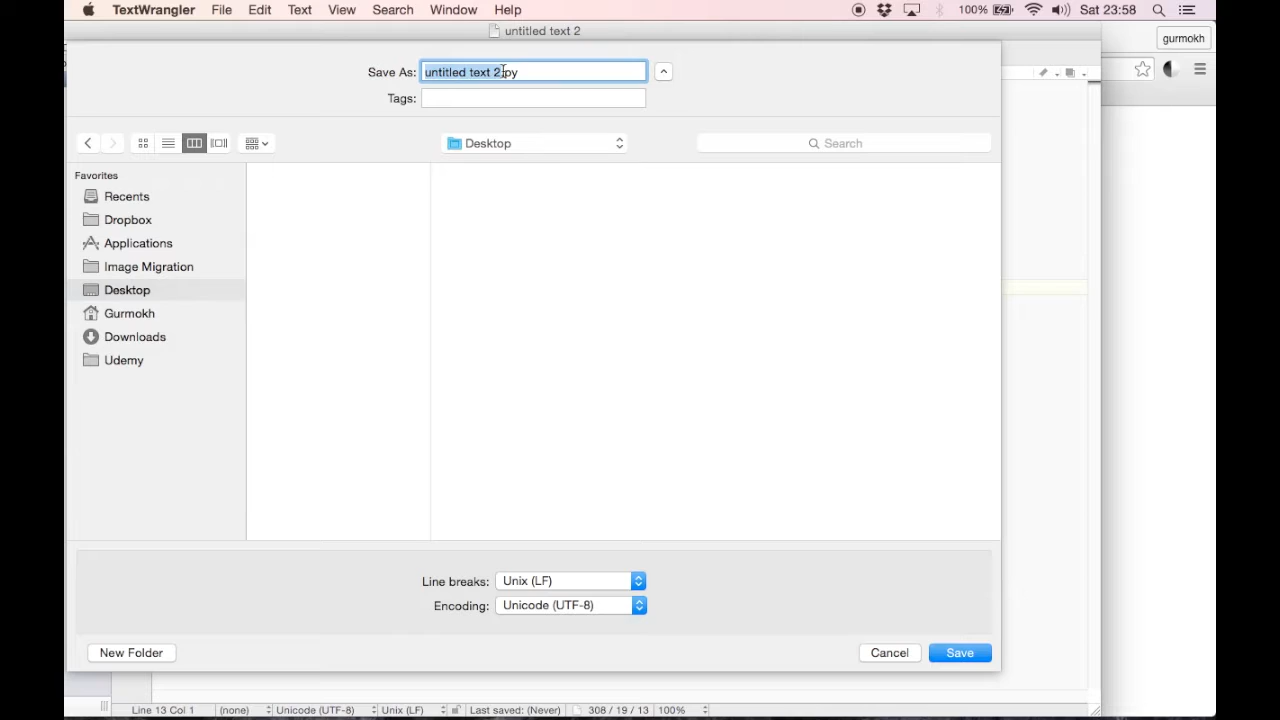 TextWrangler File Edit Text View Search Window Help 100% Sat 23:58
untitled text 2
gurmokh
Save As: untitled text 2.py
Tags:
Desktop Search
Favorites
Recents
Dropbox
Applications
Image Migration
Desktop
Gurmokh
Downloads
Udemy
Line breaks: Unix (LF)
Encoding: Unicode (UTF-8)
New Folder Cancel Save
Line 13 Col 1 (none) Unicode (UTF-8) Unix (LF) Last saved: (Never) 308 / 19 / 13 100%